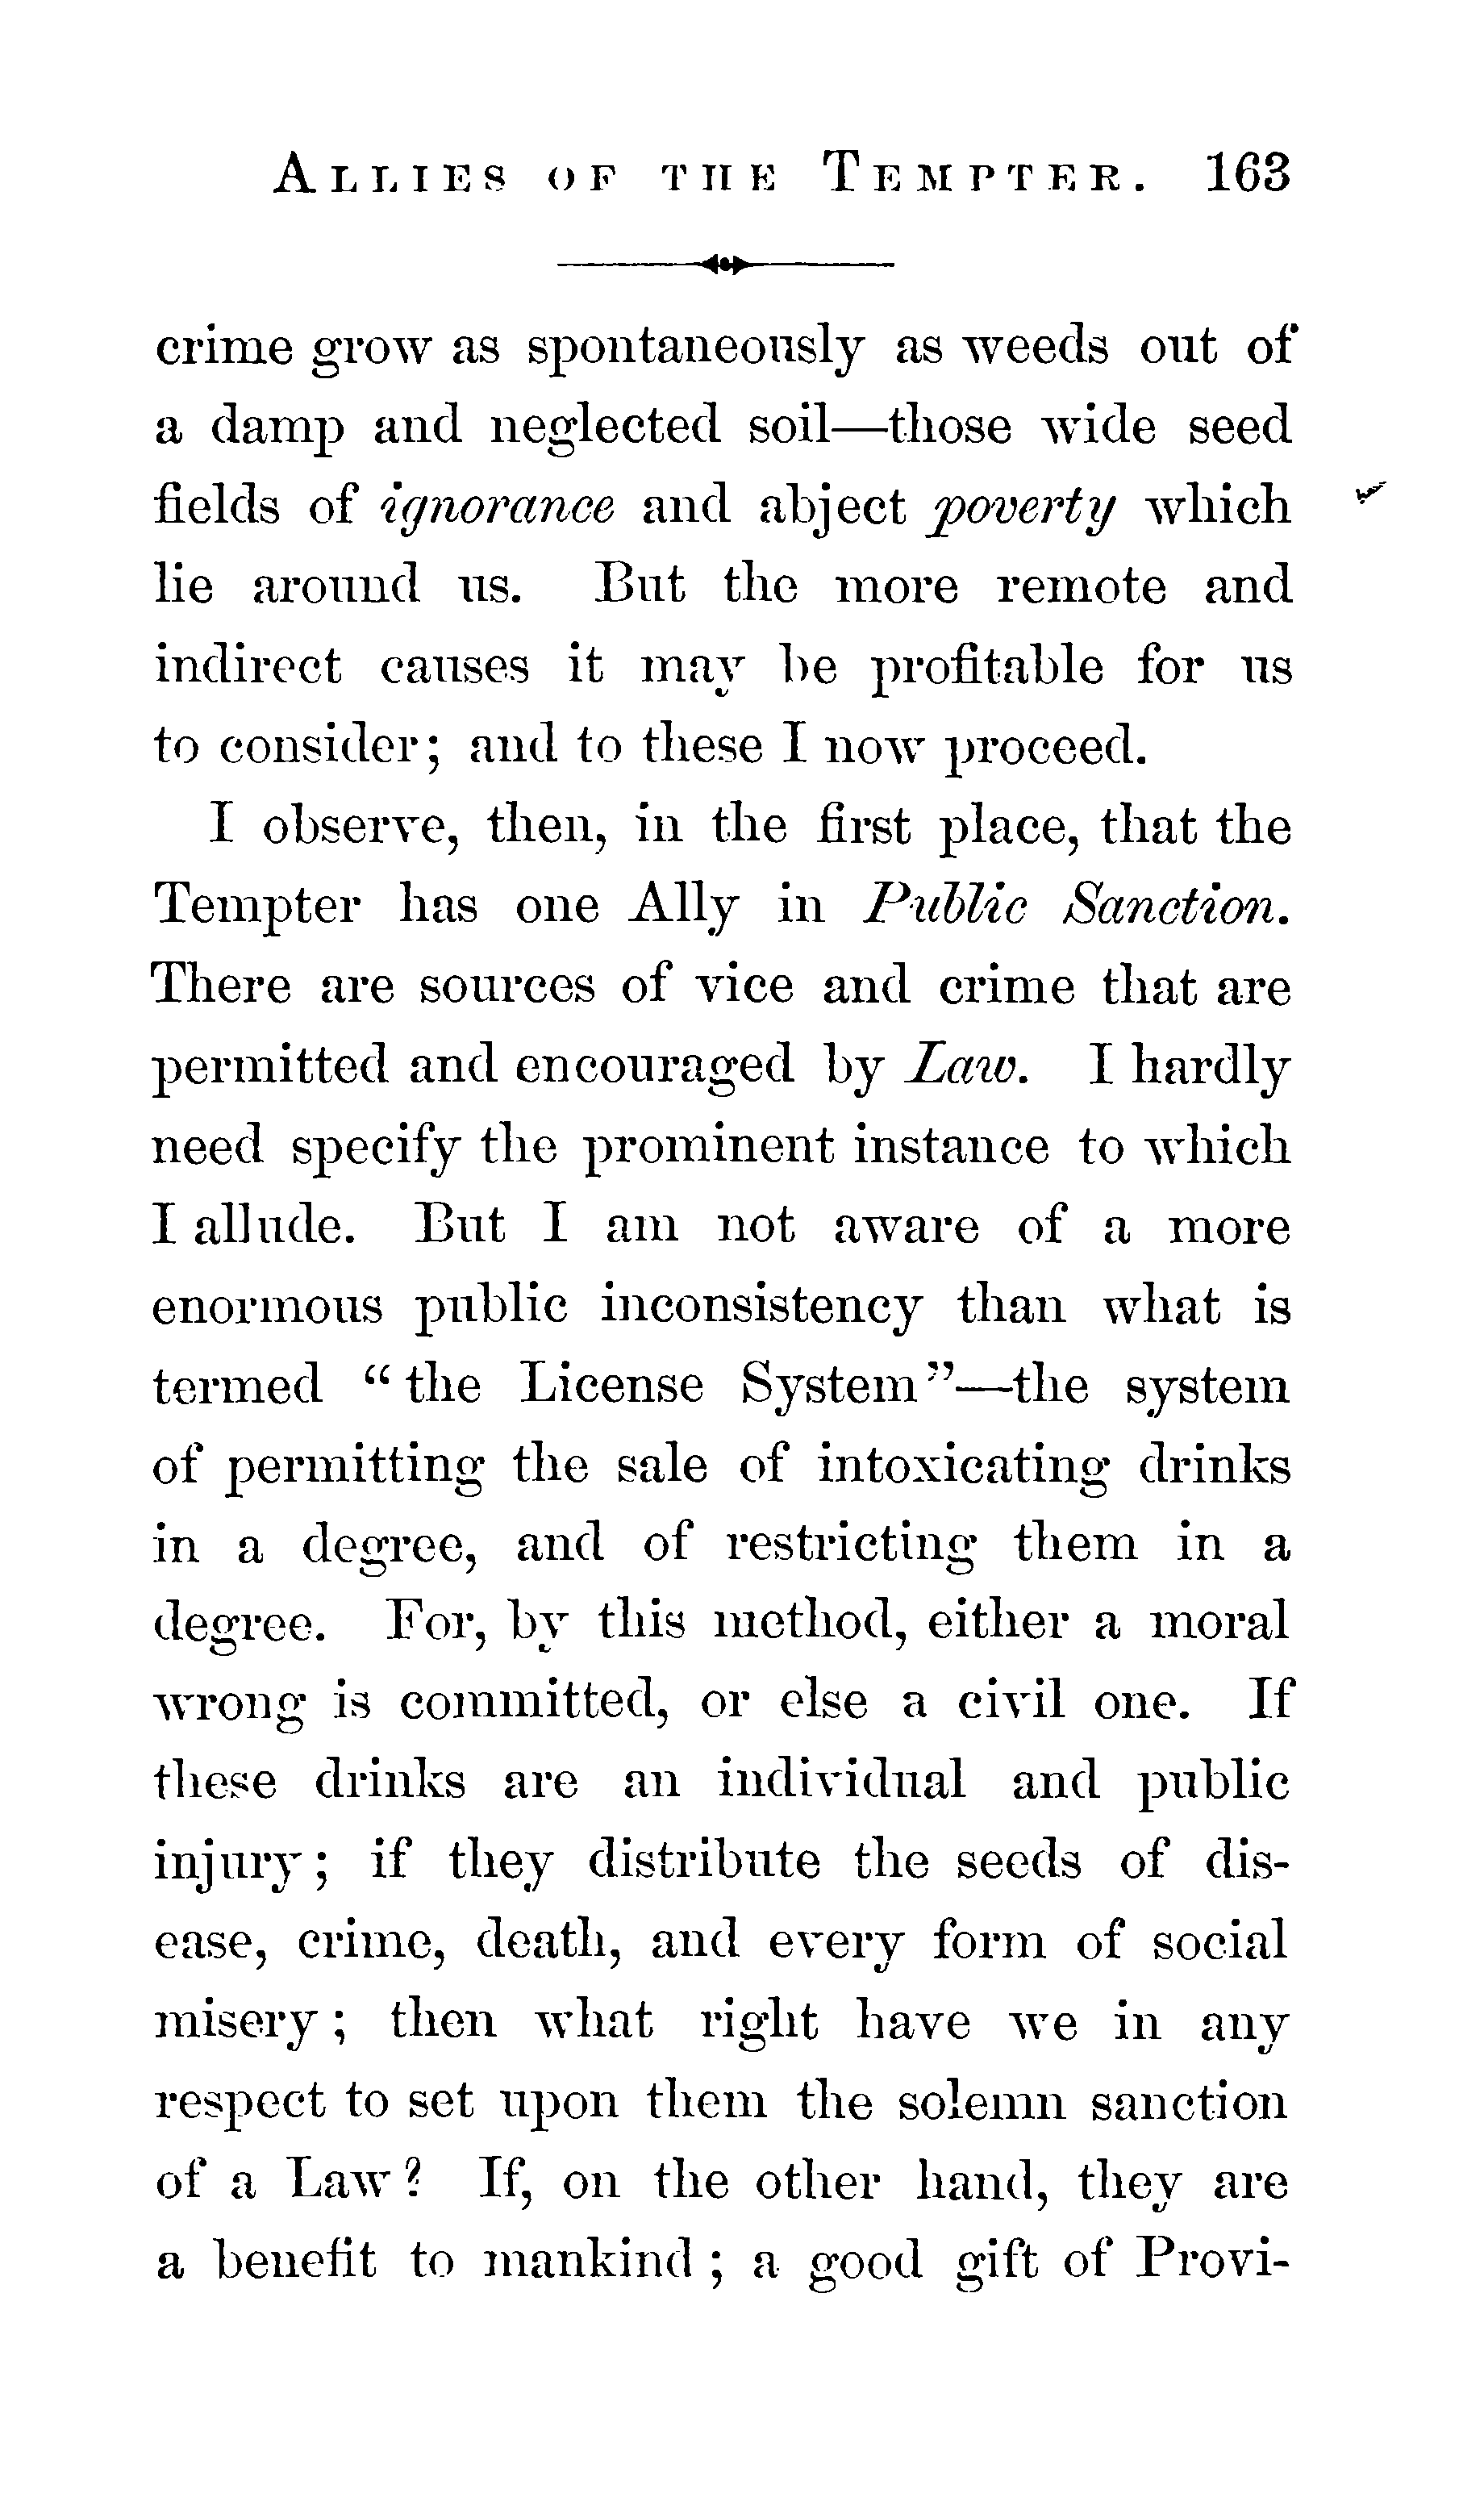 ALLIES OF THE TEMPTER. 163
crime grow as spontaneously as weeds out of
a damp and neglected soil—those wide seed
fields of ignorance and abject poverty which
lie around us. But the more remote and
indirect causes it may be profitable for us
to consider; and to these I now proceed.
I observe, then, in the first place, that the
Tempter has one Ally in Public Sanction.
There are sources of vice and crime that are
permitted and encouraged by Law. I hardly
need specify the prominent instance to which
I allude. But I am not aware of a more
enormous public inconsistency than what is
termed “the License System”—the system
of permitting the sale of intoxicating drinks
in a degree, and of restricting them in a
degree. For, by this method, either a moral
wrong is committed, or else a civil one. If
these drinks are an individual and public
injury; if they distribute the seeds of dis-
ease, crime, death, and every form of social
misery; then what right have we in any
respect to set upon them the solemn sanction
of a Law? If, on the other hand, they are
a benefit to mankind; a good gift of Provi-